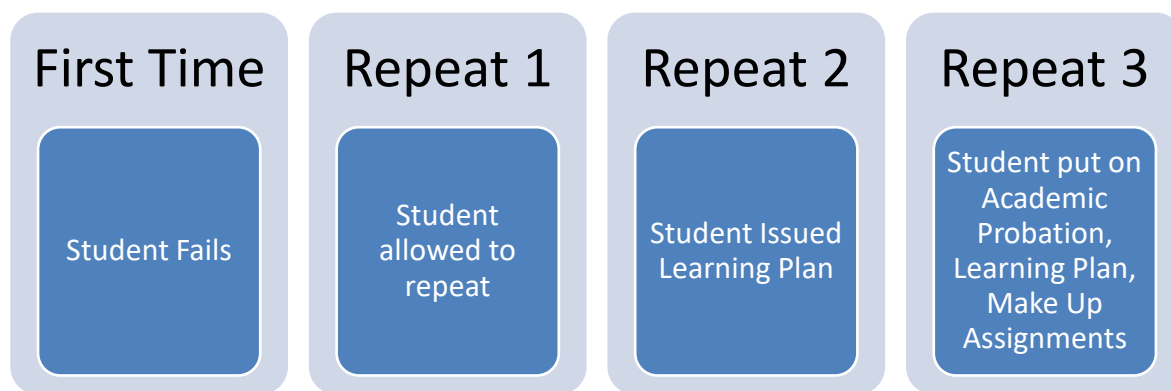 First Time
Student Fails
Repeat 1
Student
allowed to
repeat
Repeat 2
Student Issued
Learning Plan
Repeat 3
Student put on
Academic
Probation,
Learning Plan,
Make Up
Assignments